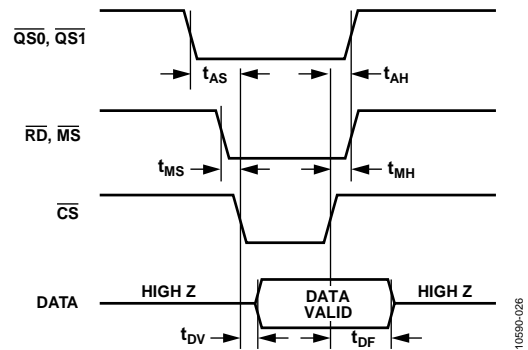 QS0, QS1
tAS
tAH
RD, MS
tMS
tMH
CS
DATA
HIGH Z
DATA
VALID
HIGH Z
tDV
tDF
10590-026